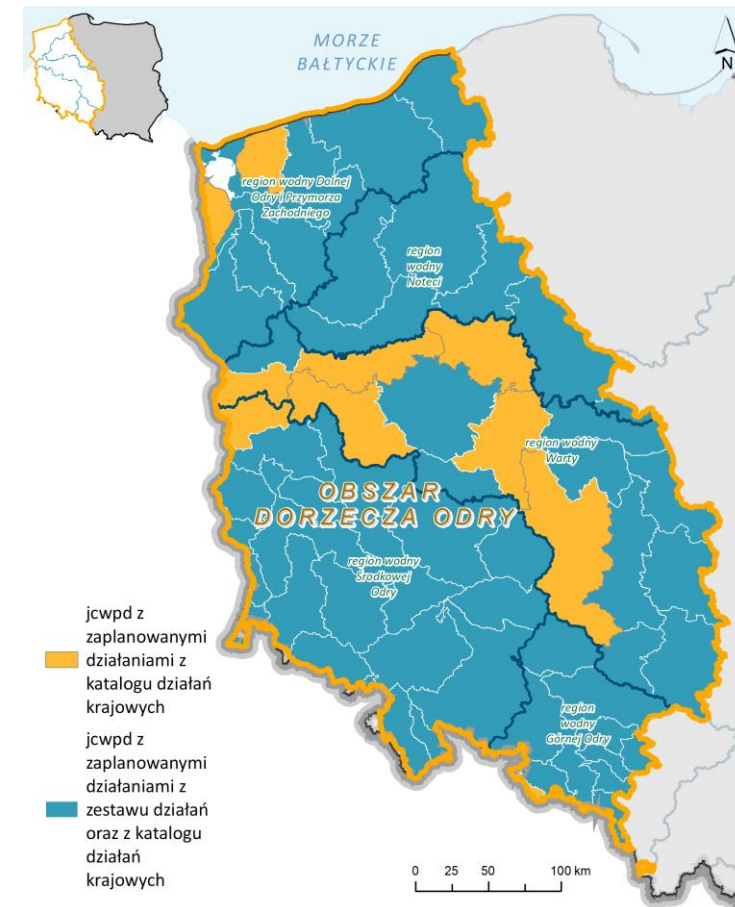 MORZE
BAŁTYCKIE
N
region wodny Dolnej
Odry i Przymorza
Zachodniego
region
wodny
Noteci
region wodny
Warty
OBSZAR
DORZECZA ODRY
region wodny
Środkowej
Odry
region
wodny
Górnej Odry
jcwpd z
zaplanowanymi
działaniami z
katalogu działań
krajowych
jcwpd z
zaplanowanymi
działaniami z
zestawu działań
oraz z katalogu
działań
krajowych
0 25 50 100 km